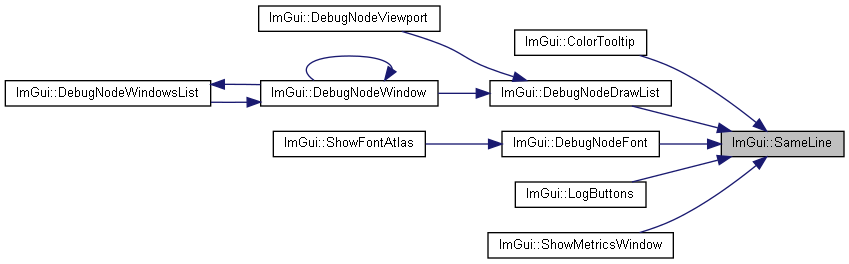 ImGui::DebugNodeViewport
ImGui::ColorTooltip
ImGui::DebugNodeWindowsList
ImGui::DebugNodeWindow
ImGui::DebugNodeDrawList
ImGui::ShowFontAtlas
ImGui::DebugNodeFont
ImGui::SameLine
ImGui::LogButtons
ImGui::ShowMetricsWindow